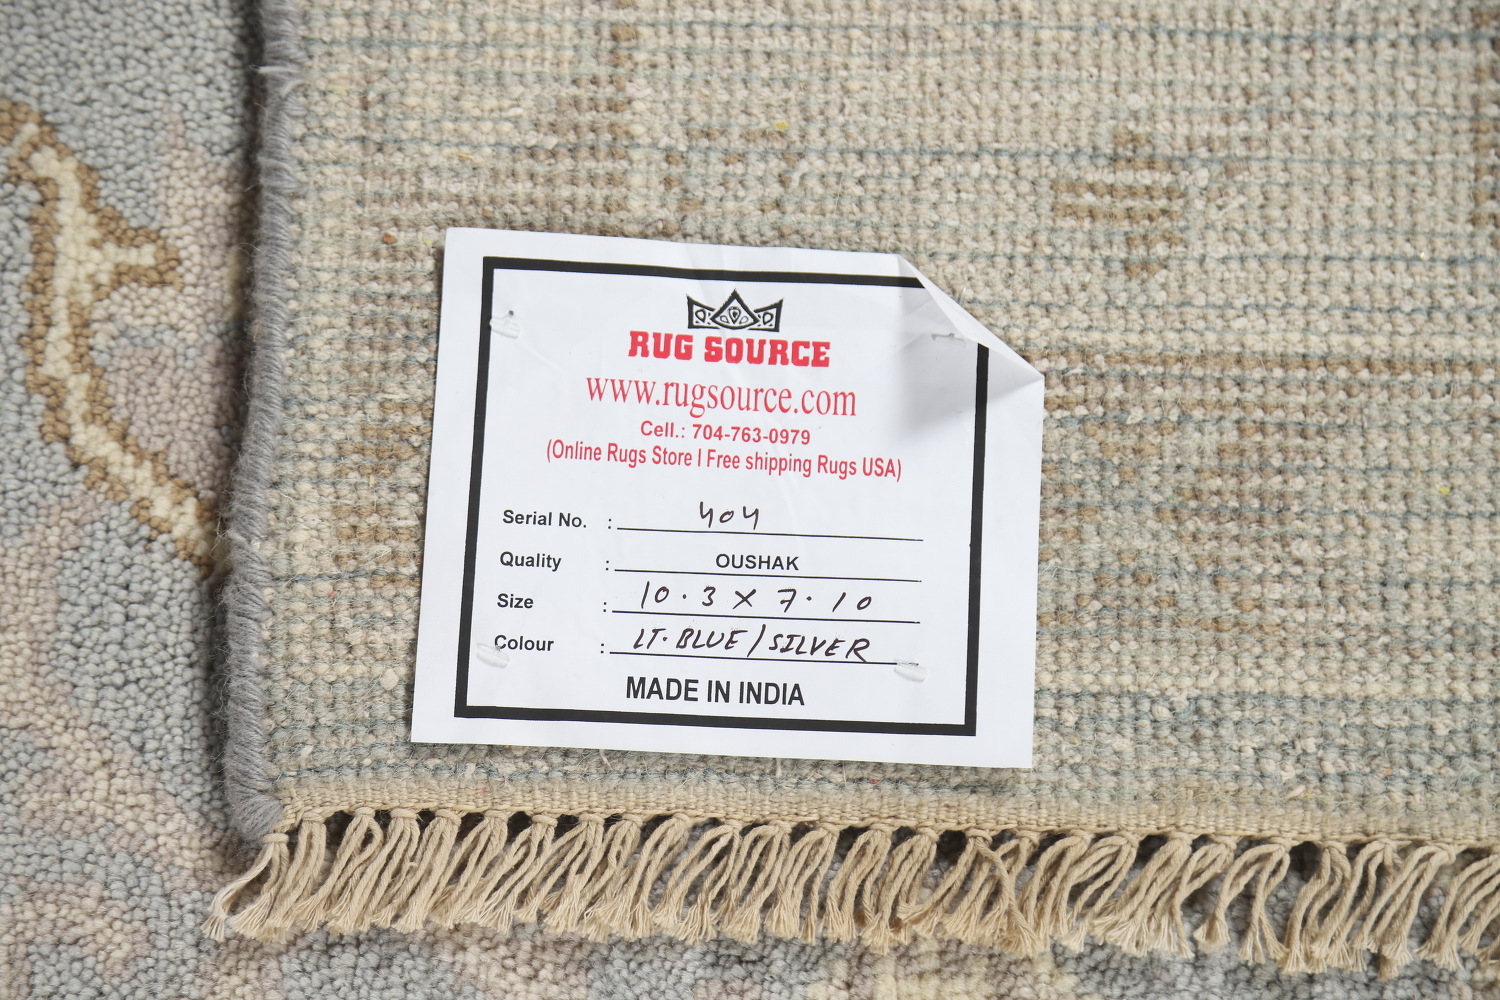 RUG SOURCE
www.rugsource.com
Cell.: 704-763-0979
(Online Rugs Store I Free shipping Rugs USA)
Serial No. : 404
Quality : OUSHAK
Size : 10.3 X 7.10
Colour : LT. BLUE / SILVER
MADE IN INDIA